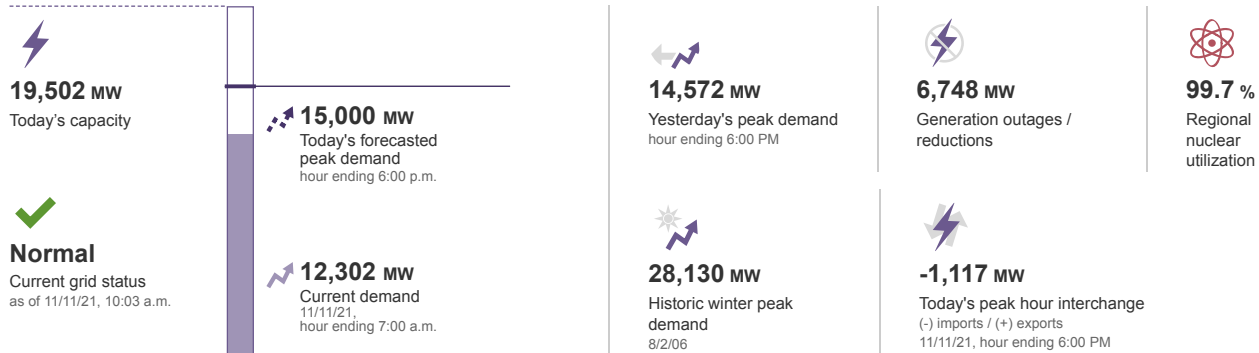 19,502 MW
Today's capacity
Normal
Current grid status
as of 11/11/21, 10:03 a.m.
15,000 MW
Today's forecasted
peak demand
hour ending 6:00 p.m.
12,302 MW
Current demand
11/11/21,
hour ending 7:00 a.m.
14,572 MW
Yesterday's peak demand
hour ending 6:00 PM
6,748 MW
Generation outages /
reductions
99.7 %
Regional
nuclear
utilization
28,130 MW
Historic winter peak
demand
8/2/06
-1,117 MW
Today's peak hour interchange
(-) imports / (+) exports
11/11/21, hour ending 6:00 PM